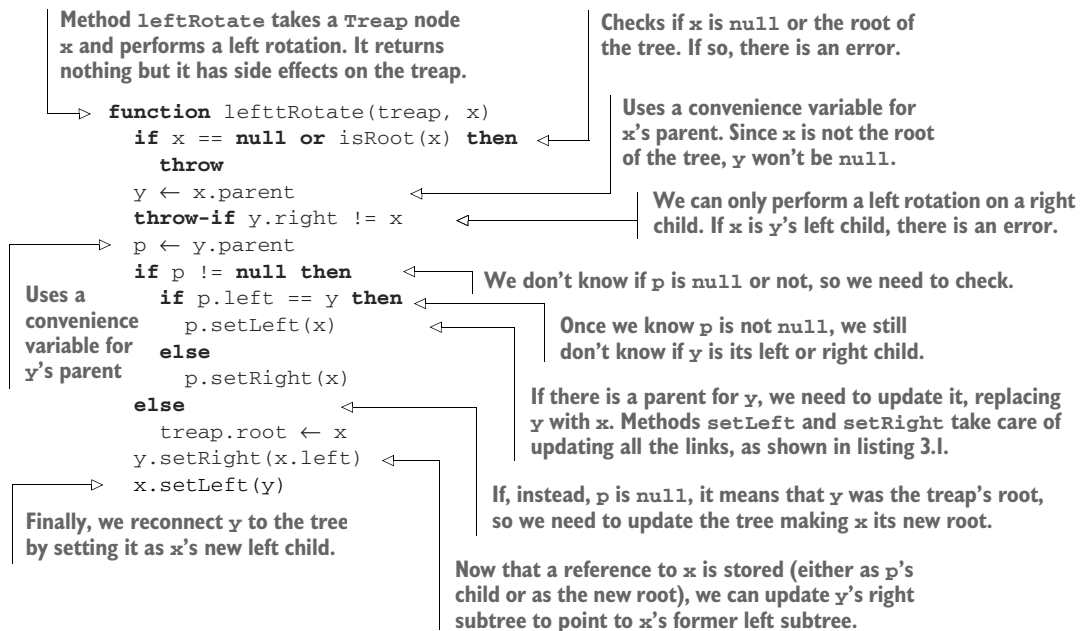 Method leftRotate takes a Treap node
x and performs a left rotation. It returns
nothing but it has side effects on the treap.
Checks if x is null or the root of
the tree. If so, there is an error.
function lefttRotate(treap, x)
if x == null or isRoot(x) then
throw
y ← x.parent
throw-if y.right != x
p ← y.parent
if p != null then
if p.left == y then
p.setLeft(x)
else
p.setRight(x)
else
treap.root ← x
y.setRight(x.left)
x.setLeft(y)
Uses a convenience variable for
x's parent. Since x is not the root
of the tree, y won't be null.
We can only perform a left rotation on a right
child. If x is y's left child, there is an error.
Uses a
convenience
variable for
y's parent
We don't know if p is null or not, so we need to check.
Once we know p is not null, we still
don't know if y is its left or right child.
If there is a parent for y, we need to update it, replacing
y with x. Methods setLeft and setRight take care of
updating all the links, as shown in listing 3.1.
If, instead, p is null, it means that y was the treap's root,
so we need to update the tree making x its new root.
Finally, we reconnect y to the tree
by setting it as x's new left child.
Now that a reference to x is stored (either as p's
child or as the new root), we can update y's right
subtree to point to x's former left subtree.